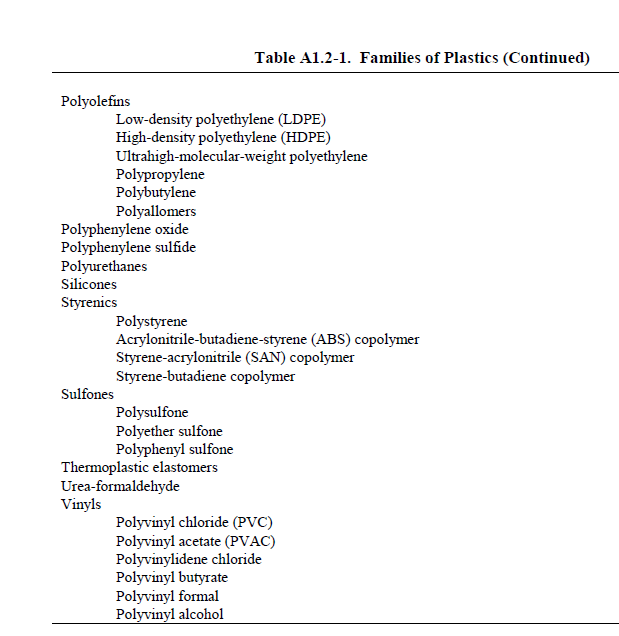 Table A1.2-1. Families of Plastics (Continued)
Polyolefins
Low-density polyethylene (LDPE)
High-density polyethylene (HDPE)
Ultrahigh-molecular-weight polyethylene
Polypropylene
Polybutylene
Polyallomers
Polyphenylene oxide
Polyphenylene sulfide
Polyurethanes
Silicones
Styrenics
Polystyrene
Acrylonitrile-butadiene-styrene (ABS) copolymer
Styrene-acrylonitrile (SAN) copolymer
Styrene-butadiene copolymer
Sulfones
Polysulfone
Polyether sulfone
Polyphenyl sulfone
Thermoplastic elastomers
Urea-formaldehyde
Vinyls
Polyvinyl chloride (PVC)
Polyvinyl acetate (PVAC)
Polyvinylidene chloride
Polyvinyl butyrate
Polyvinyl formal
Polyvinyl alcohol